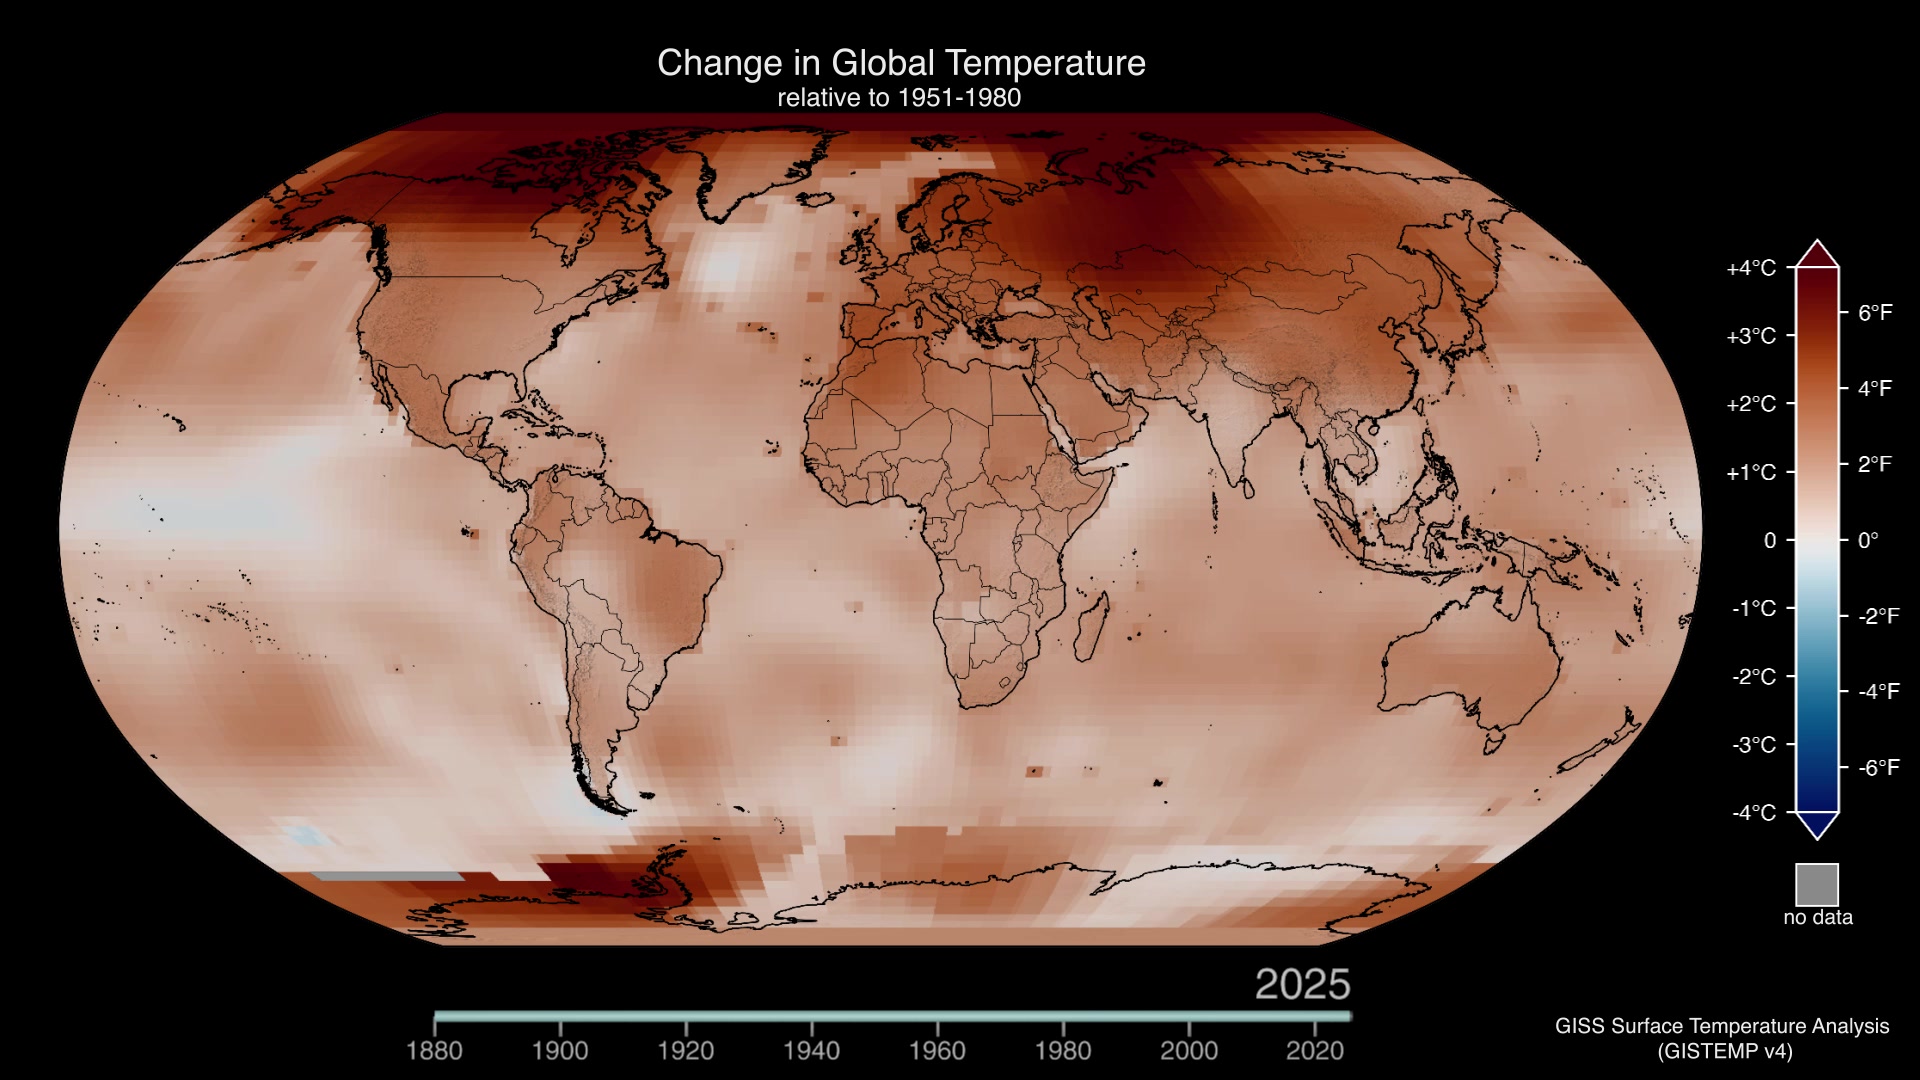 Change in Global Temperature
relative to 1951-1980
+4°C
+3°C
+2°C
+1°C
0
-1°C
-2°C
-3°C
-4°C
6°F
4°F
2°F
0°
-2°F
-4°F
-6°F
no data
2025
1880 1900 1920 1940 1960 1980 2000 2020
GISS Surface Temperature Analysis
(GISTEMP v4)